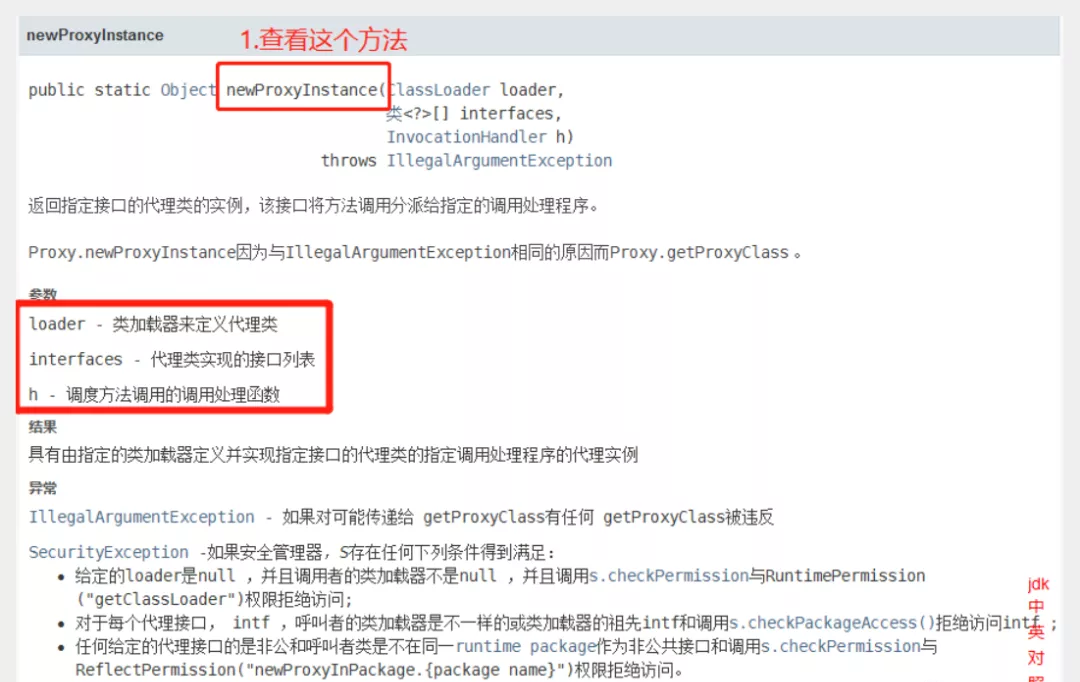 newProxyInstance
1.查看这个方法
public static Object newProxyInstance(ClassLoader loader,
类<?>[] interfaces,
InvocationHandler h)
throws IllegalArgumentException
返回指定接口的代理类的实例，该接口将方法调用分派给指定的调用处理程序。
Proxy.newProxyInstance因为与IllegalArgumentException相同的原因而Proxy.getProxyClass 。
参数
loader - 类加载器来定义代理类
interfaces - 代理类实现的接口列表
h - 调度方法调用的调用处理函数
结果
具有由指定的类加载器定义并实现指定接口的代理类的指定调用处理程序的代理实例
异常
IllegalArgumentException - 如果对可能传递给 getProxyClass有任何 getProxyClass被违反
SecurityException -如果安全管理器，S存在任何下列条件得到满足：
• 给定的loader是null ，并且调用者的类加载器不是null ，并且调用s.checkPermission与RuntimePermission
("getClassLoader")权限拒绝访问;
• 对于每个代理接口， intf ，呼叫者的类加载器是不一样的或类加载器的祖先intf和调用s.checkPackageAccess()拒绝访问intf ;
• 任何给定的代理接口的是非公和呼叫者类是不在同一runtime package作为非公共接口和调用s.checkPermission与
ReflectPermission("newProxyInPackage.{package name}")权限拒绝访问。
jdk
中
英
对
照